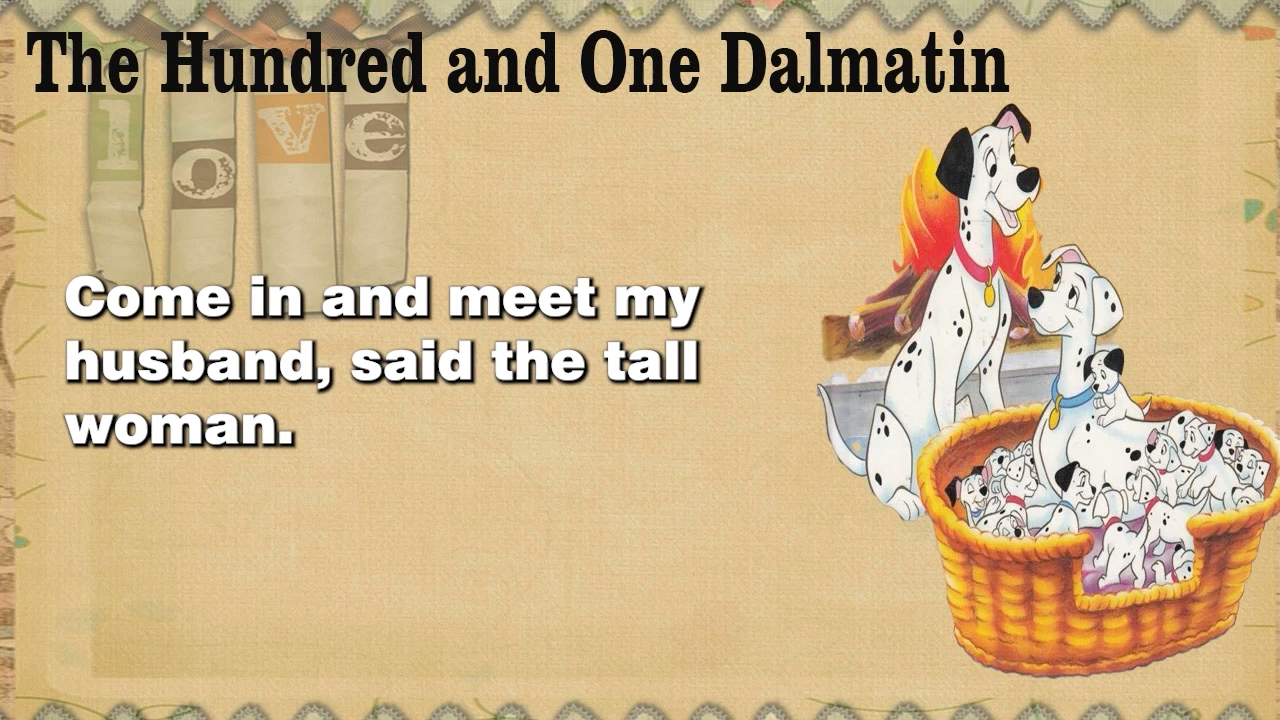 The Hundred and One Dalmatin
love
Come in and meet my
husband, said the tall
woman.